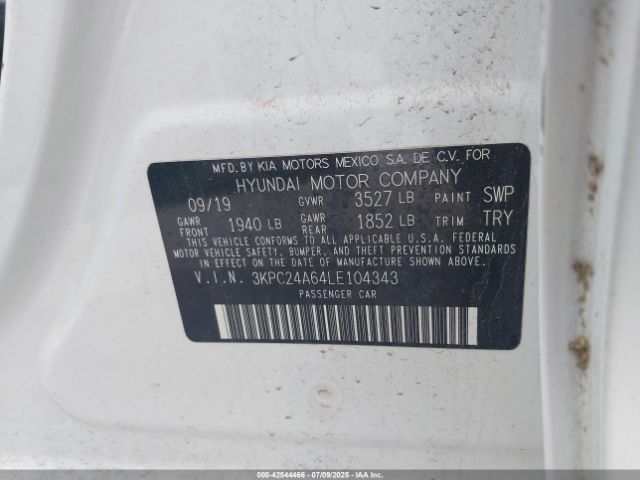 MFD. BY KIA MOTORS MEXICO S.A. DE C.V. FOR
HYUNDAI MOTOR COMPANY
09/19 GVWR 3527 LB PAINT SWP
GAWR FRONT 1940 LB GAWR REAR 1852 LB TRIM TRY
THIS VEHICLE CONFORMS TO ALL APPLICABLE U.S.A. FEDERAL
MOTOR VEHICLE SAFETY, BUMPER, AND THEFT PREVENTION STANDARDS
IN EFFECT ON THE DATE OF MANUFACTURE SHOWN ABOVE.
V.I.N. 3KPC24A64LE104343
PASSENGER CAR
000-42544466 - 07/09/2025 - IAAI.COM